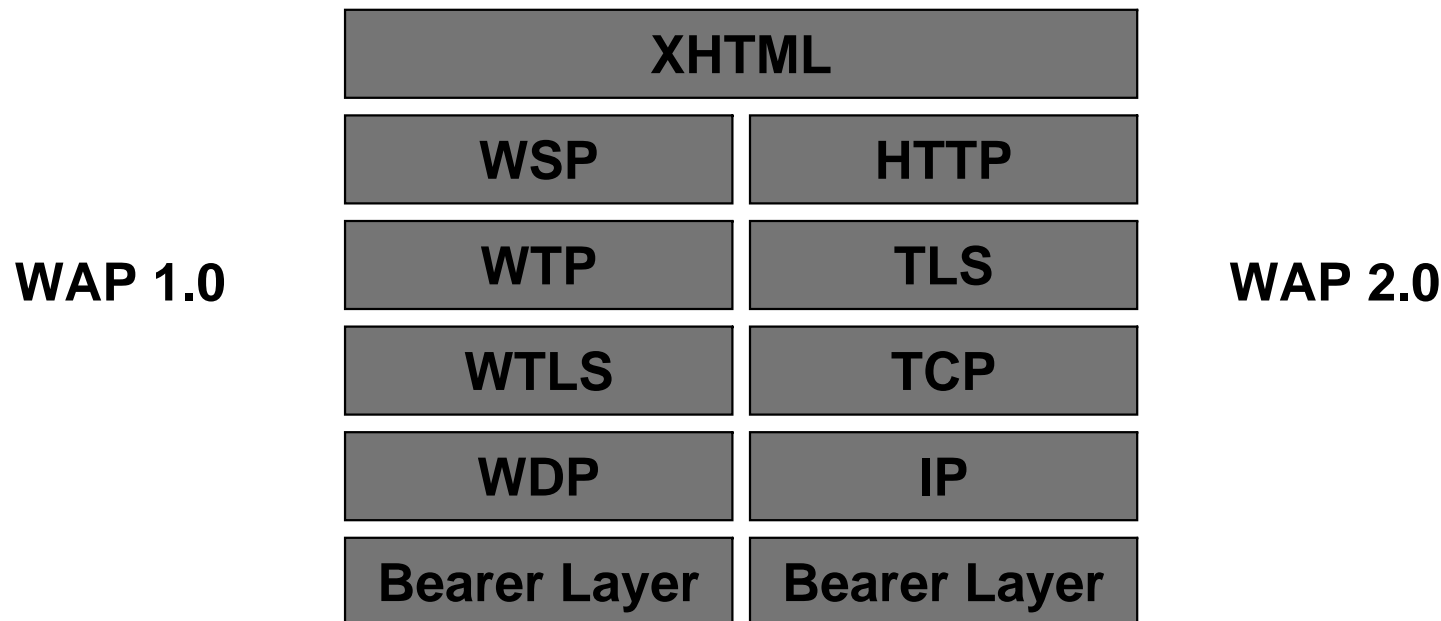 XHTML
WSP HTTP
WTP TLS
WAP 1.0 WAP 2.0
WTLS TCP
WDP IP
Bearer Layer Bearer Layer